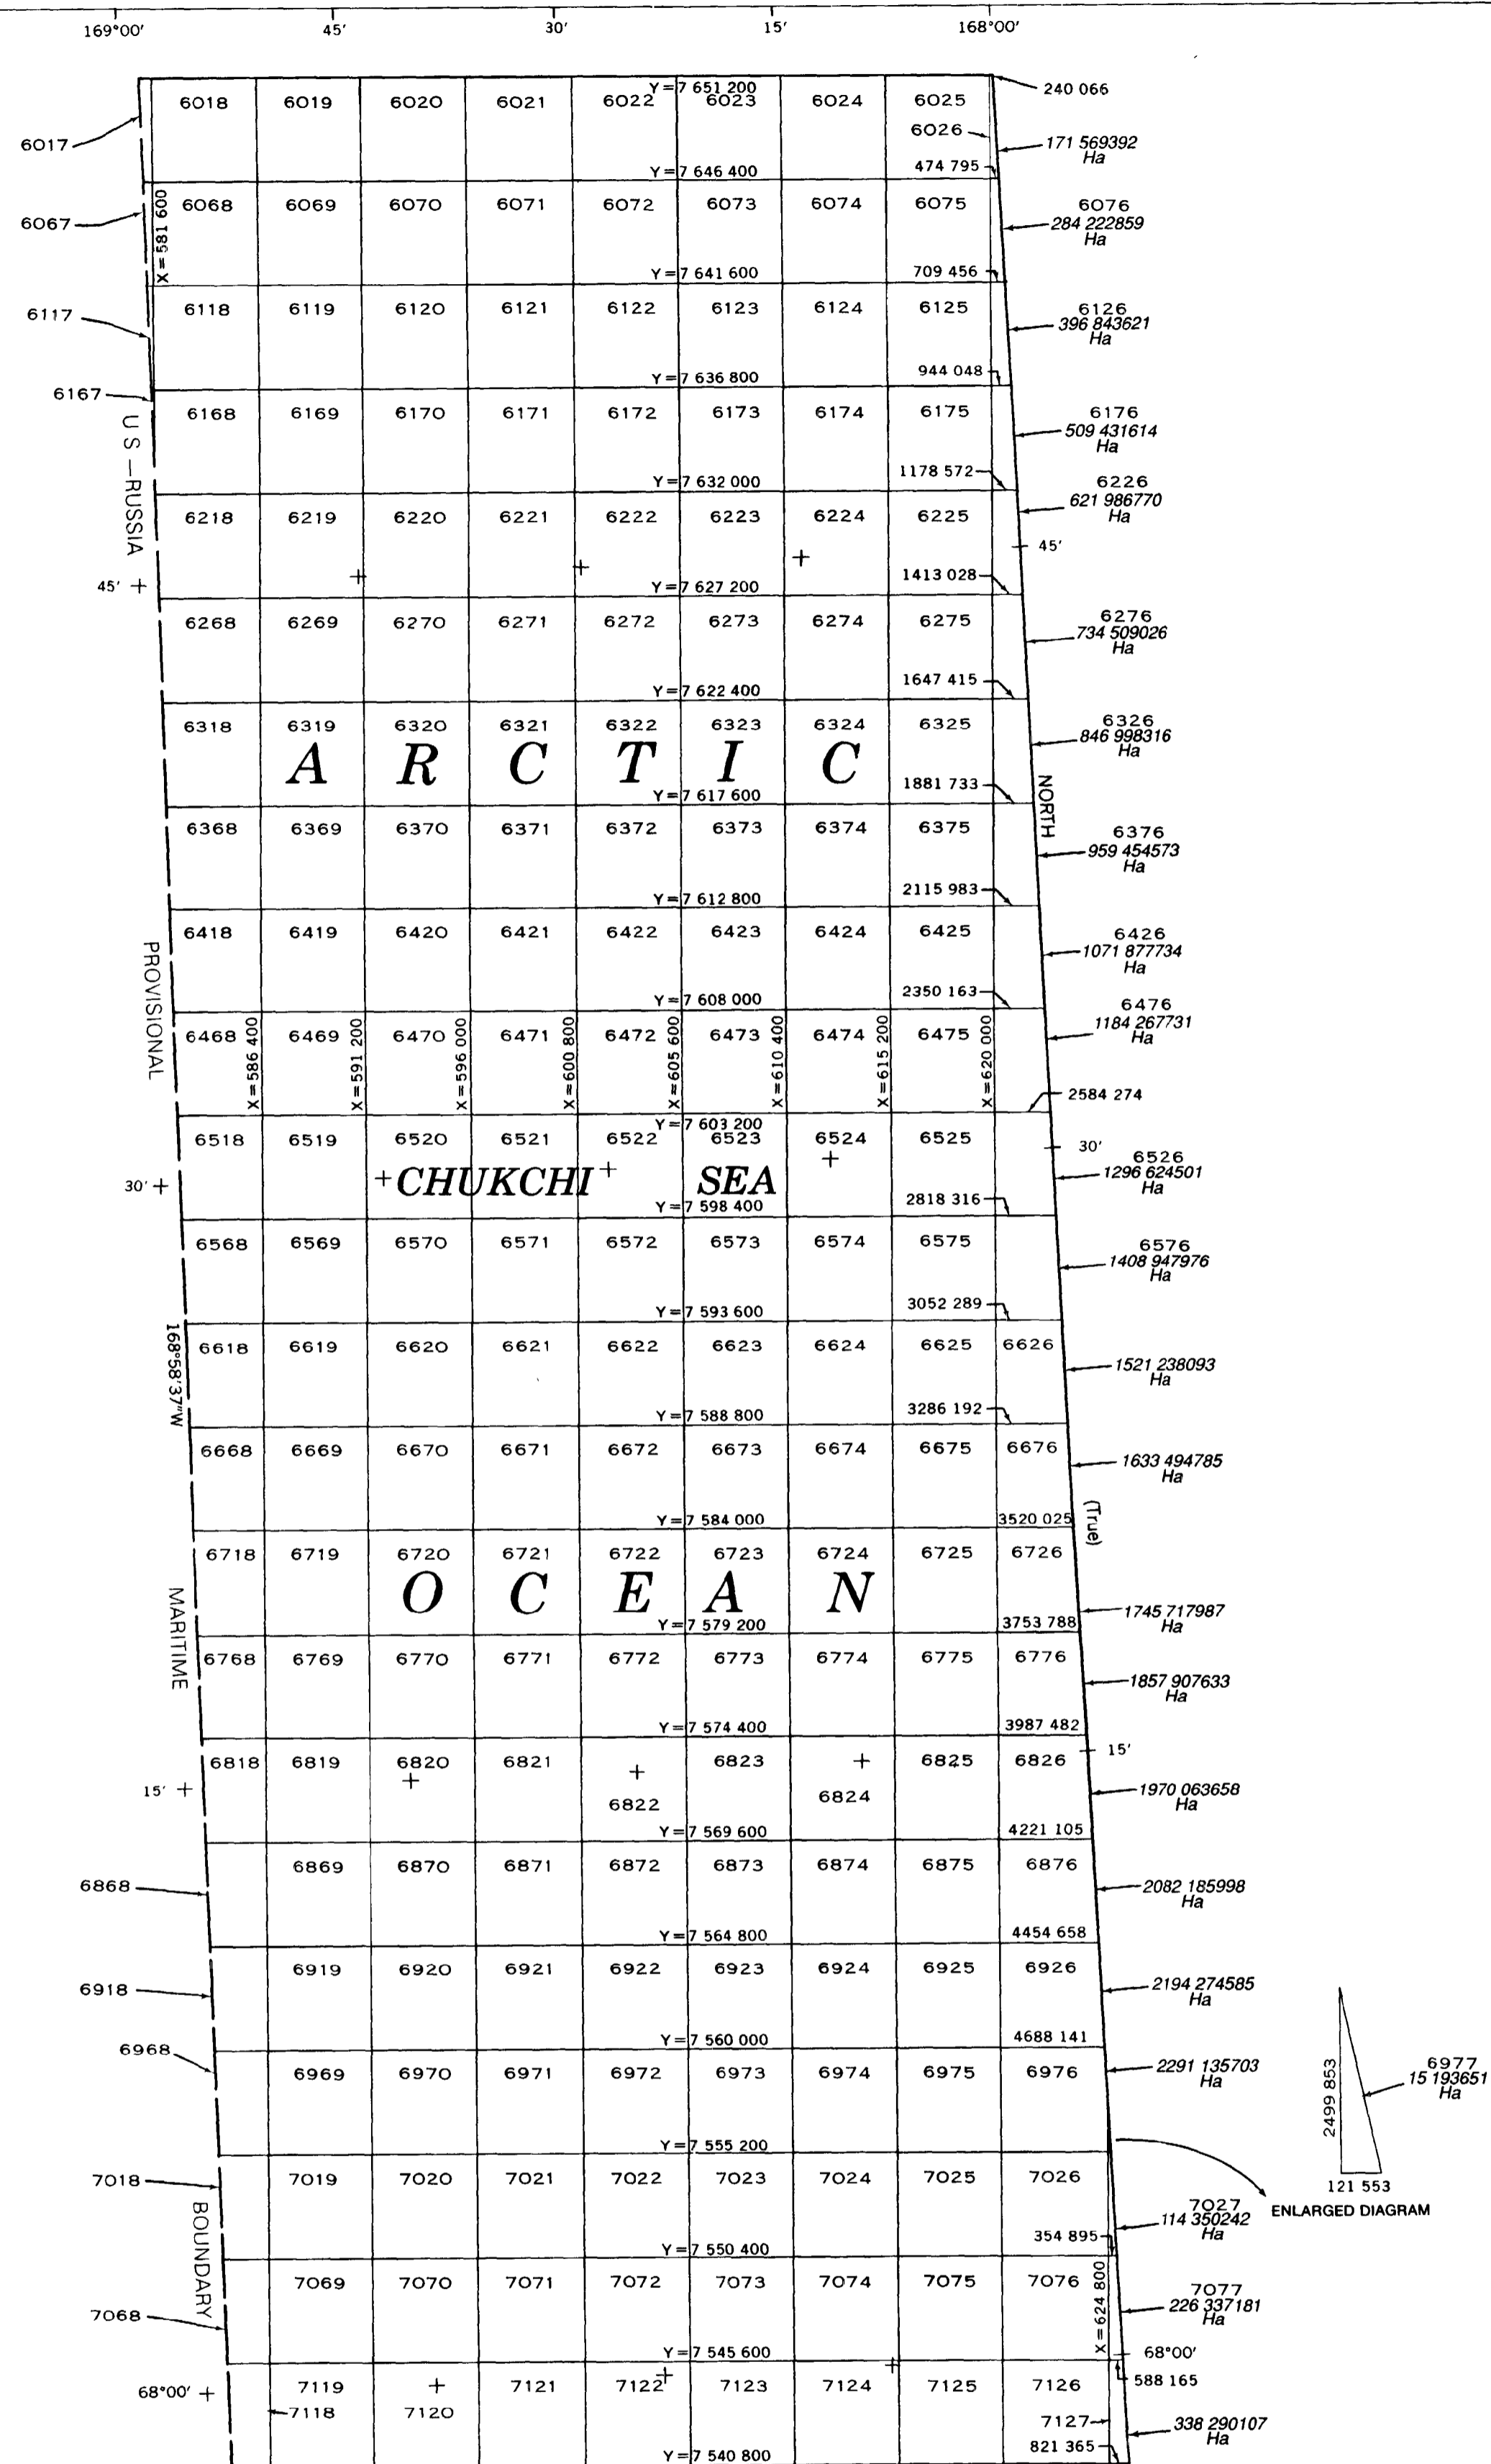 169°00′ 45′ 30′ 15′ 168°00′
Y = 7 651 200
240 066
6018 6019 6020 6021 6022 6023 6024 6025
6017
6026
171 569392
Ha
Y = 7 646 400
474 795
X = 581 600
6068 6069 6070 6071 6072 6073 6074 6075
6076
6067
284 222859
Ha
Y = 7 641 600
709 456
6118 6119 6120 6121 6122 6123 6124 6125
6126
6117
396 843621
Ha
Y = 7 636 800
944 048
6167
6168 6169 6170 6171 6172 6173 6174 6175
6176
509 431614
Ha
U S – RUSSIA
Y = 7 632 000
1178 572
6226
621 986770
Ha
6218 6219 6220 6221 6222 6223 6224 6225
45′
45′
Y = 7 627 200
1413 028
6268 6269 6270 6271 6272 6273 6274 6275
6276
734 509026
Ha
Y = 7 622 400
1647 415
6318 6319 6320 6321 6322 6323 6324 6325
6326
846 998316
Ha
ARCTIC
Y = 7 617 600
1881 733
NORTH
6368 6369 6370 6371 6372 6373 6374 6375
6376
959 454573
Ha
Y = 7 612 800
2115 983
6418 6419 6420 6421 6422 6423 6424 6425
6426
1071 877734
Ha
PROVISIONAL
Y = 7 608 000
2350 163
6476
1184 267731
Ha
6468 6469 6470 6471 6472 6473 6474 6475
X = 586 400 X = 591 200 X = 596 000 X = 600 800 X = 605 600 X = 610 400 X = 615 200 X = 620 000
2584 274
Y = 7 603 200
6518 6519 6520 6521 6522 6523 6524 6525
30′
6526
1296 624501
Ha
30′
CHUKCHI SEA
Y = 7 598 400
2818 316
6568 6569 6570 6571 6572 6573 6574 6575
6576
1408 947976
Ha
Y = 7 593 600
3052 289
168°58′37″W
6618 6619 6620 6621 6622 6623 6624 6625 6626
1521 238093
Ha
Y = 7 588 800
3286 192
6668 6669 6670 6671 6672 6673 6674 6675 6676
1633 494785
Ha
Y = 7 584 000
3520 025
(True)
6718 6719 6720 6721 6722 6723 6724 6725 6726
OCEAN
1745 717987
Ha
MARITIME
Y = 7 579 200
3753 788
6768 6769 6770 6771 6772 6773 6774 6775 6776
1857 907633
Ha
Y = 7 574 400
3987 482
15′
6818 6819 6820 6821 6823 6825 6826
15′
6822 6824
1970 063658
Ha
Y = 7 569 600
4221 105
6869 6870 6871 6872 6873 6874 6875 6876
6868
2082 185998
Ha
Y = 7 564 800
4454 658
6919 6920 6921 6922 6923 6924 6925 6926
6918
2194 274585
Ha
Y = 7 560 000
4688 141
6968
6969 6970 6971 6972 6973 6974 6975 6976
2291 135703
Ha
2499 853
6977
15 193651
Ha
121 553
ENLARGED DIAGRAM
Y = 7 555 200
7018
7019 7020 7021 7022 7023 7024 7025 7026
7027
114 350242
Ha
BOUNDARY
Y = 7 550 400
354 895
X = 624 800
7069 7070 7071 7072 7073 7074 7075 7076
7077
226 337181
Ha
7068
Y = 7 545 600
68°00′
588 165
68°00′
7119 7121 7122 7123 7124 7125 7126
7118 7120
7127
338 290107
Ha
821 365
Y = 7 540 800